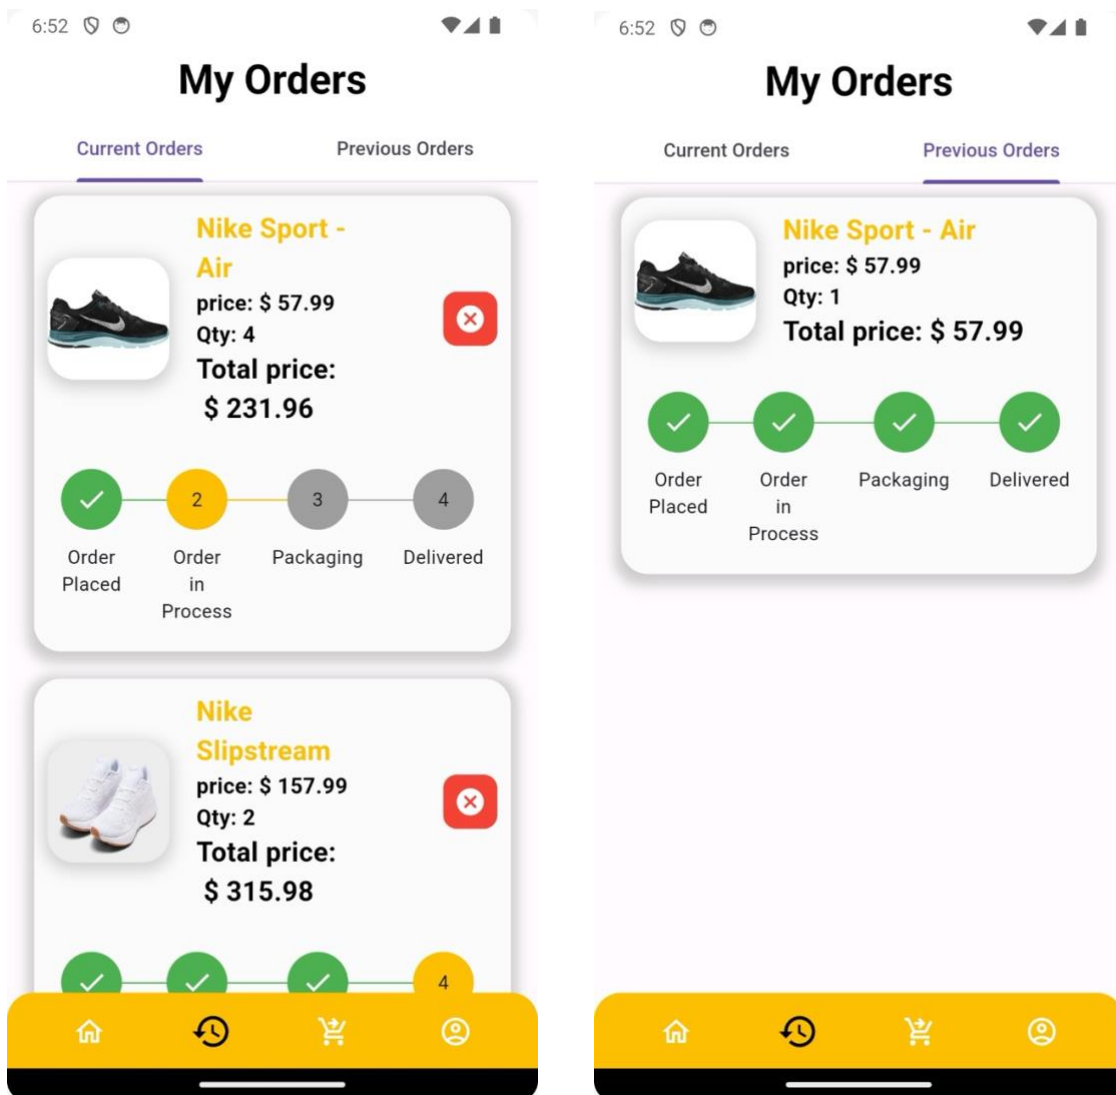 6:52
My Orders
Current Orders
Previous Orders
Nike Sport -
Air
price: $ 57.99
Qty: 4
Total price:
$ 231.96
2
3
4
Order
Placed
Order
in
Process
Packaging
Delivered
Nike
Slipstream
price: $ 157.99
Qty: 2
Total price:
$ 315.98
4
6:52
My Orders
Current Orders
Previous Orders
Nike Sport - Air
price: $ 57.99
Qty: 1
Total price: $ 57.99
Order
Placed
Order
in
Process
Packaging
Delivered